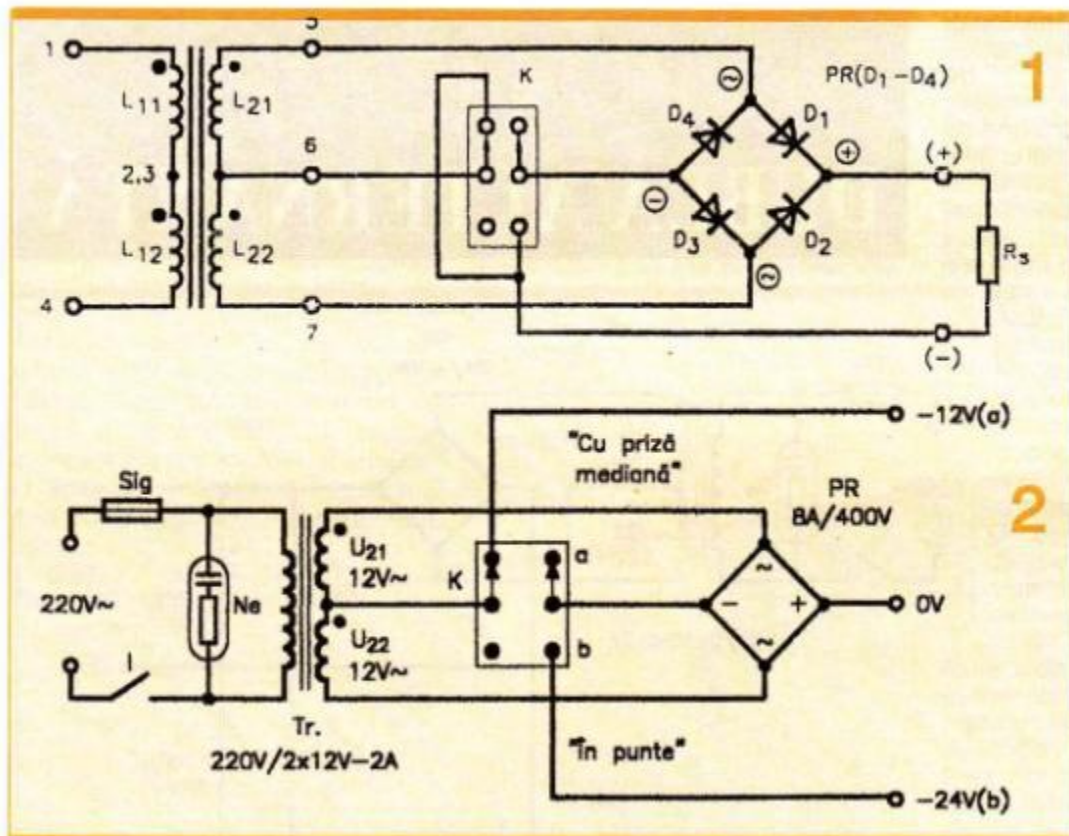 1
5
K
PR(D1-D4)
1
L11
L21
6
D4
D1
2,3
(+)
L12
L22
D3
D2
Rs
4
7
(-)
-12V(a)
"Cu priză
mediană"
Sig
PR
8A/400V
2
U21
12V~
a
K
220V~
Ne
~
-
+
0V
U22
12V~
b
~
I
Tr.
220V/2x12V-2A
"în punte"
-24V(b)